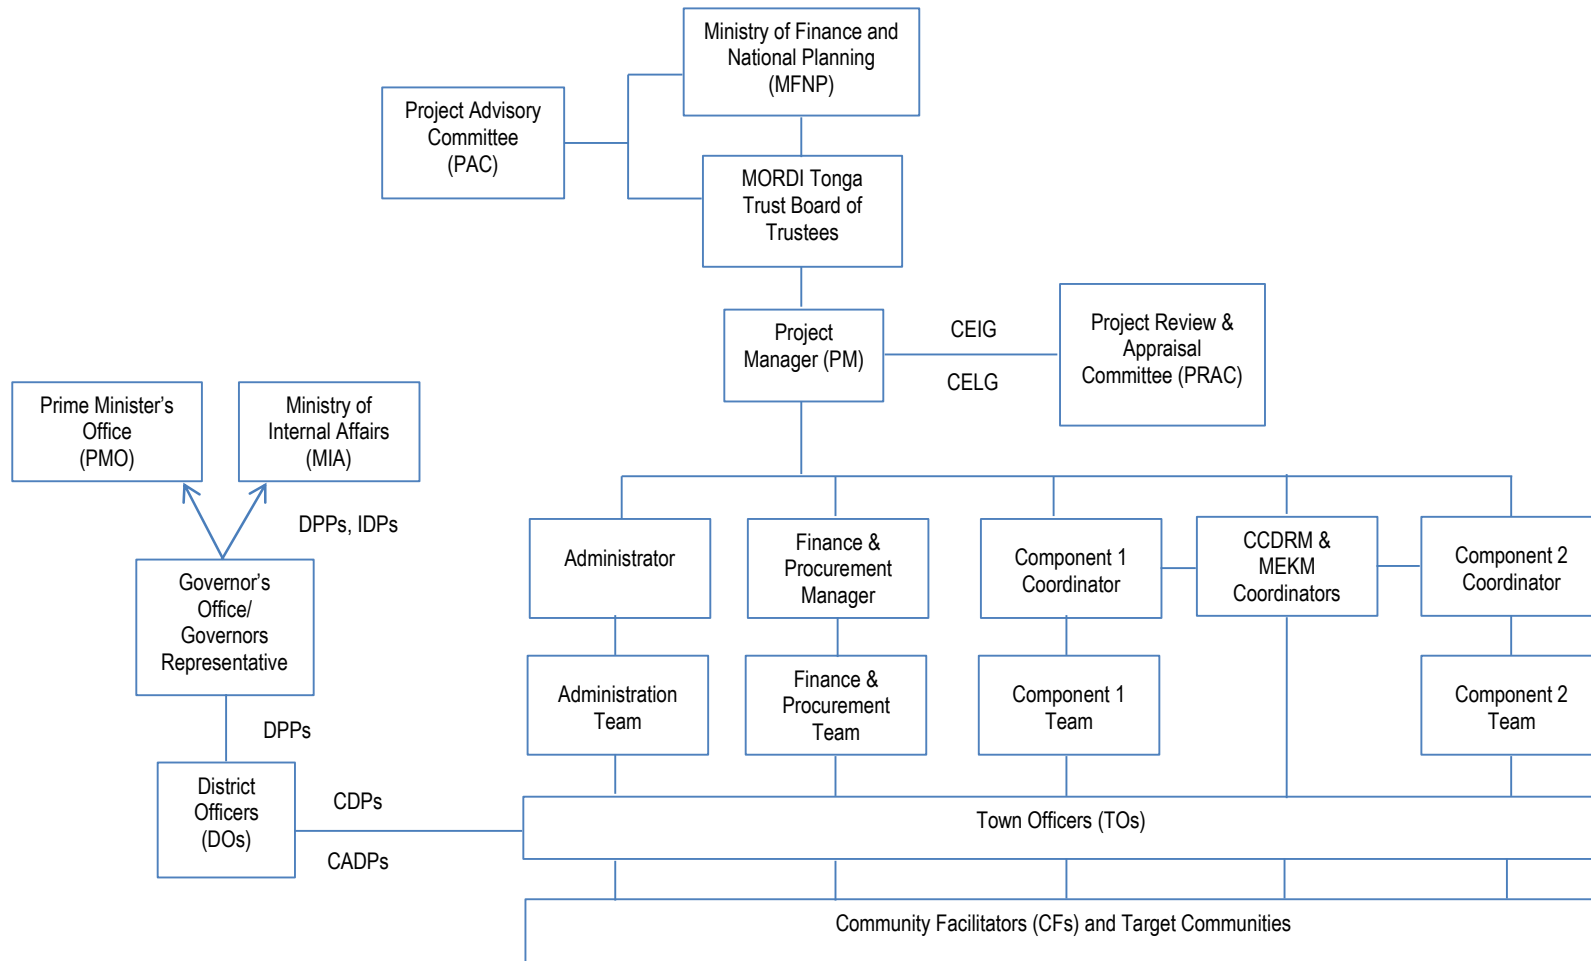 Ministry of Finance and
National Planning
(MFNP)
Project Advisory
Committee
(PAC)
MORDI Tonga
Trust Board of
Trustees
Project
Manager (PM)
CEIG
CELG
Project Review &
Appraisal
Committee (PRAC)
Prime Minister’s
Office
(PMO)
Ministry of
Internal Affairs
(MIA)
DPPs, IDPs
Governor’s
Office/
Governors
Representative
DPPs
District
Officers
(DOs)
CDPs
CADPs
Administrator
Finance &
Procurement
Manager
Component 1
Coordinator
CCDRM &
MEKM
Coordinators
Component 2
Coordinator
Administration
Team
Finance &
Procurement
Team
Component 1
Team
Component 2
Team
Town Officers (TOs)
Community Facilitators (CFs) and Target Communities